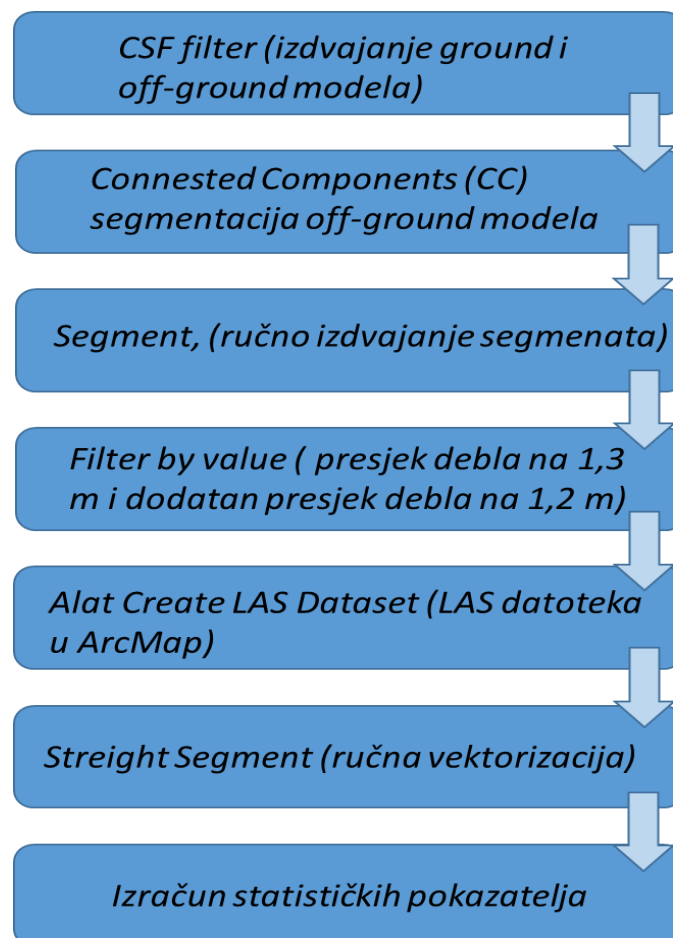 CSF filter (izdvajanje ground i
off-ground modela)
Connested Components (CC)
segmentacija off-ground modela
Segment, (ručno izdvajanje segmenata)
Filter by value ( presjek debla na 1,3
m i dodatan presjek debla na 1,2 m)
Alat Create LAS Dataset (LAS datoteka
u ArcMap)
Streight Segment (ručna vektorizacija)
Izračun statističkih pokazatelja